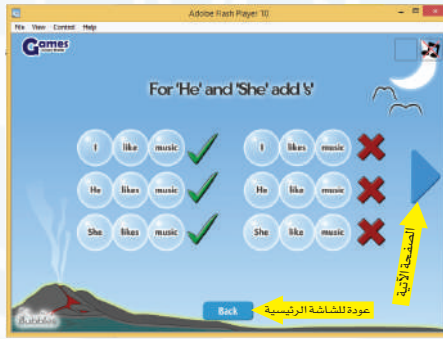 Adobe Flash Player 10
File View Control Help
Games
For 'He' and 'She' add 's'
I like music
I likes music
He likes music
He likes music
She likes music
She like music
الصفحة الآتية
Back
عودة للشاشة الرئيسية
Bubbles